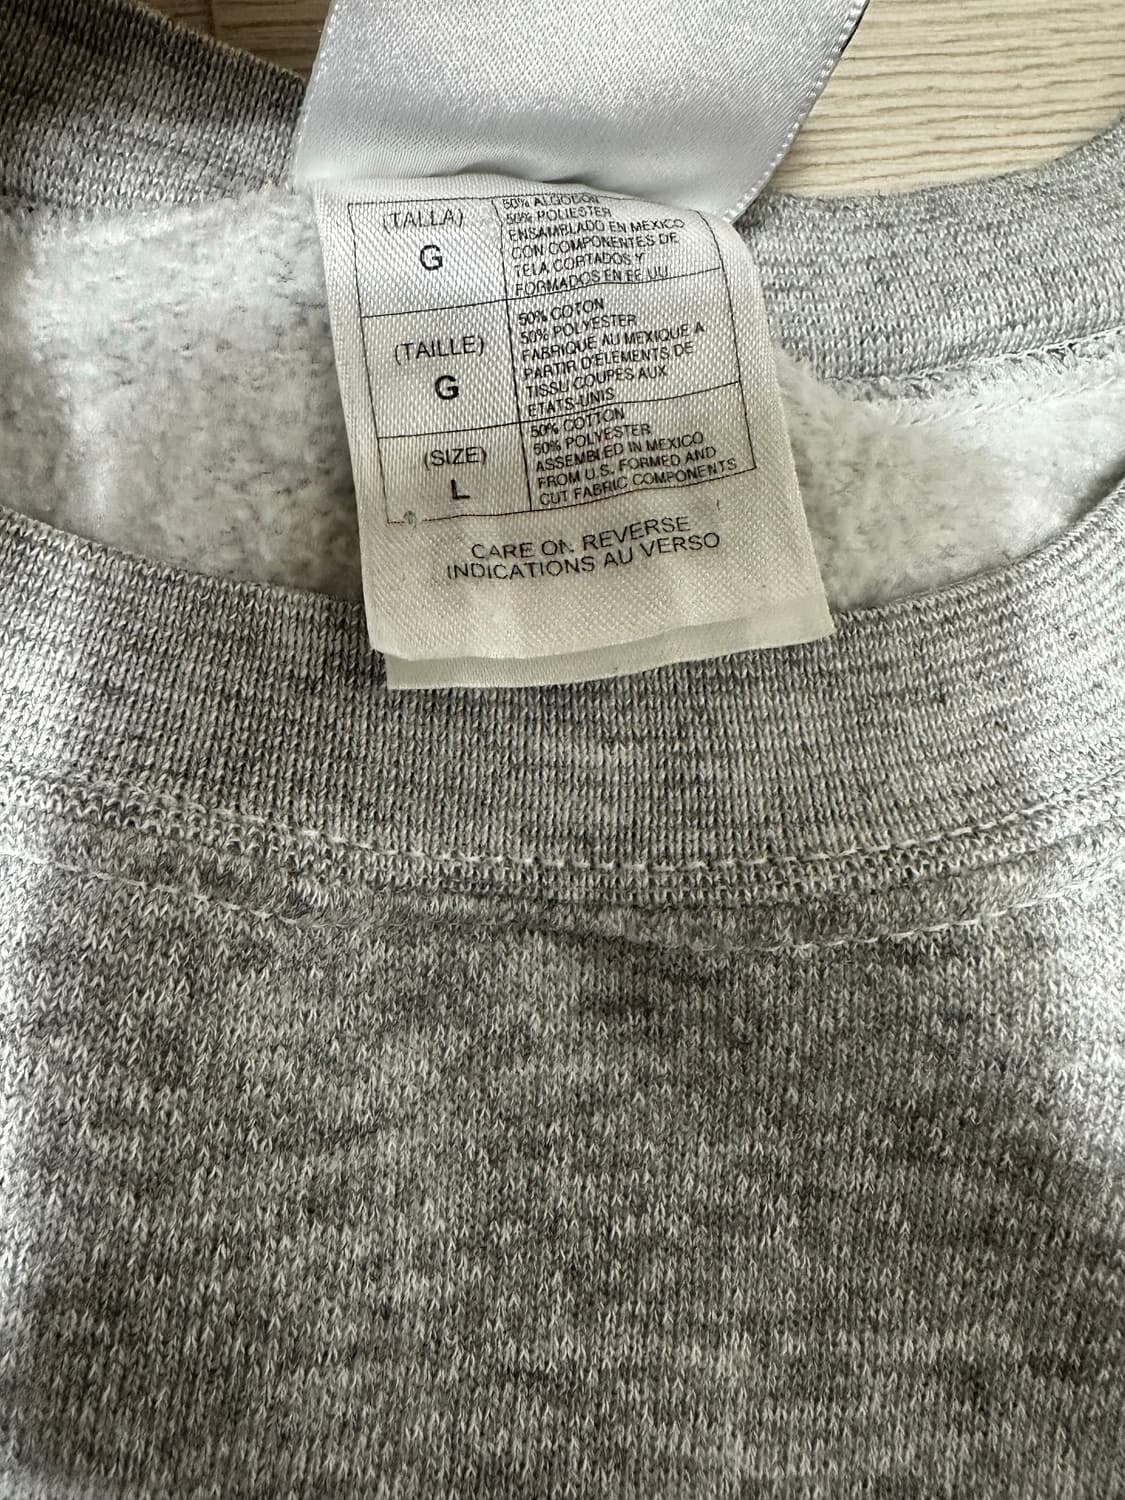 (TALLA)
G
50% ALGODON
50% POLIESTER
ENSAMBLADO EN MEXICO
CON COMPONENTES DE
TELA CORTADOS Y
FORMADOS EN EE.UU.
(TAILLE)
G
50% COTON
50% POLYESTER
FABRIQUE AU MEXIQUE A
PARTIR D'ELEMENTS DE
TISSU COUPES AUX
ETATS-UNIS
(SIZE)
L
50% COTTON
50% POLYESTER
ASSEMBLED IN MEXICO
FROM U.S. FORMED AND
CUT FABRIC COMPONENTS
CARE ON REVERSE
INDICATIONS AU VERSO